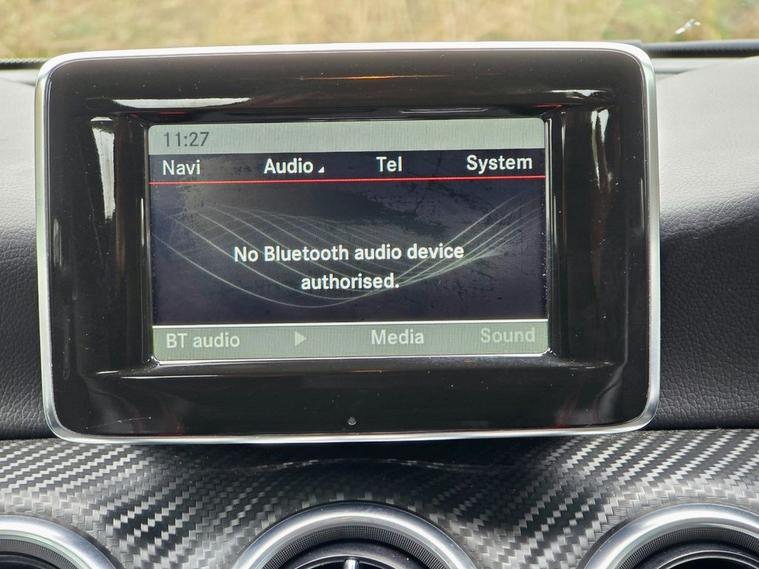 11:27
Navi Audio Tel System
No Bluetooth audio device
authorised.
BT audio Media Sound